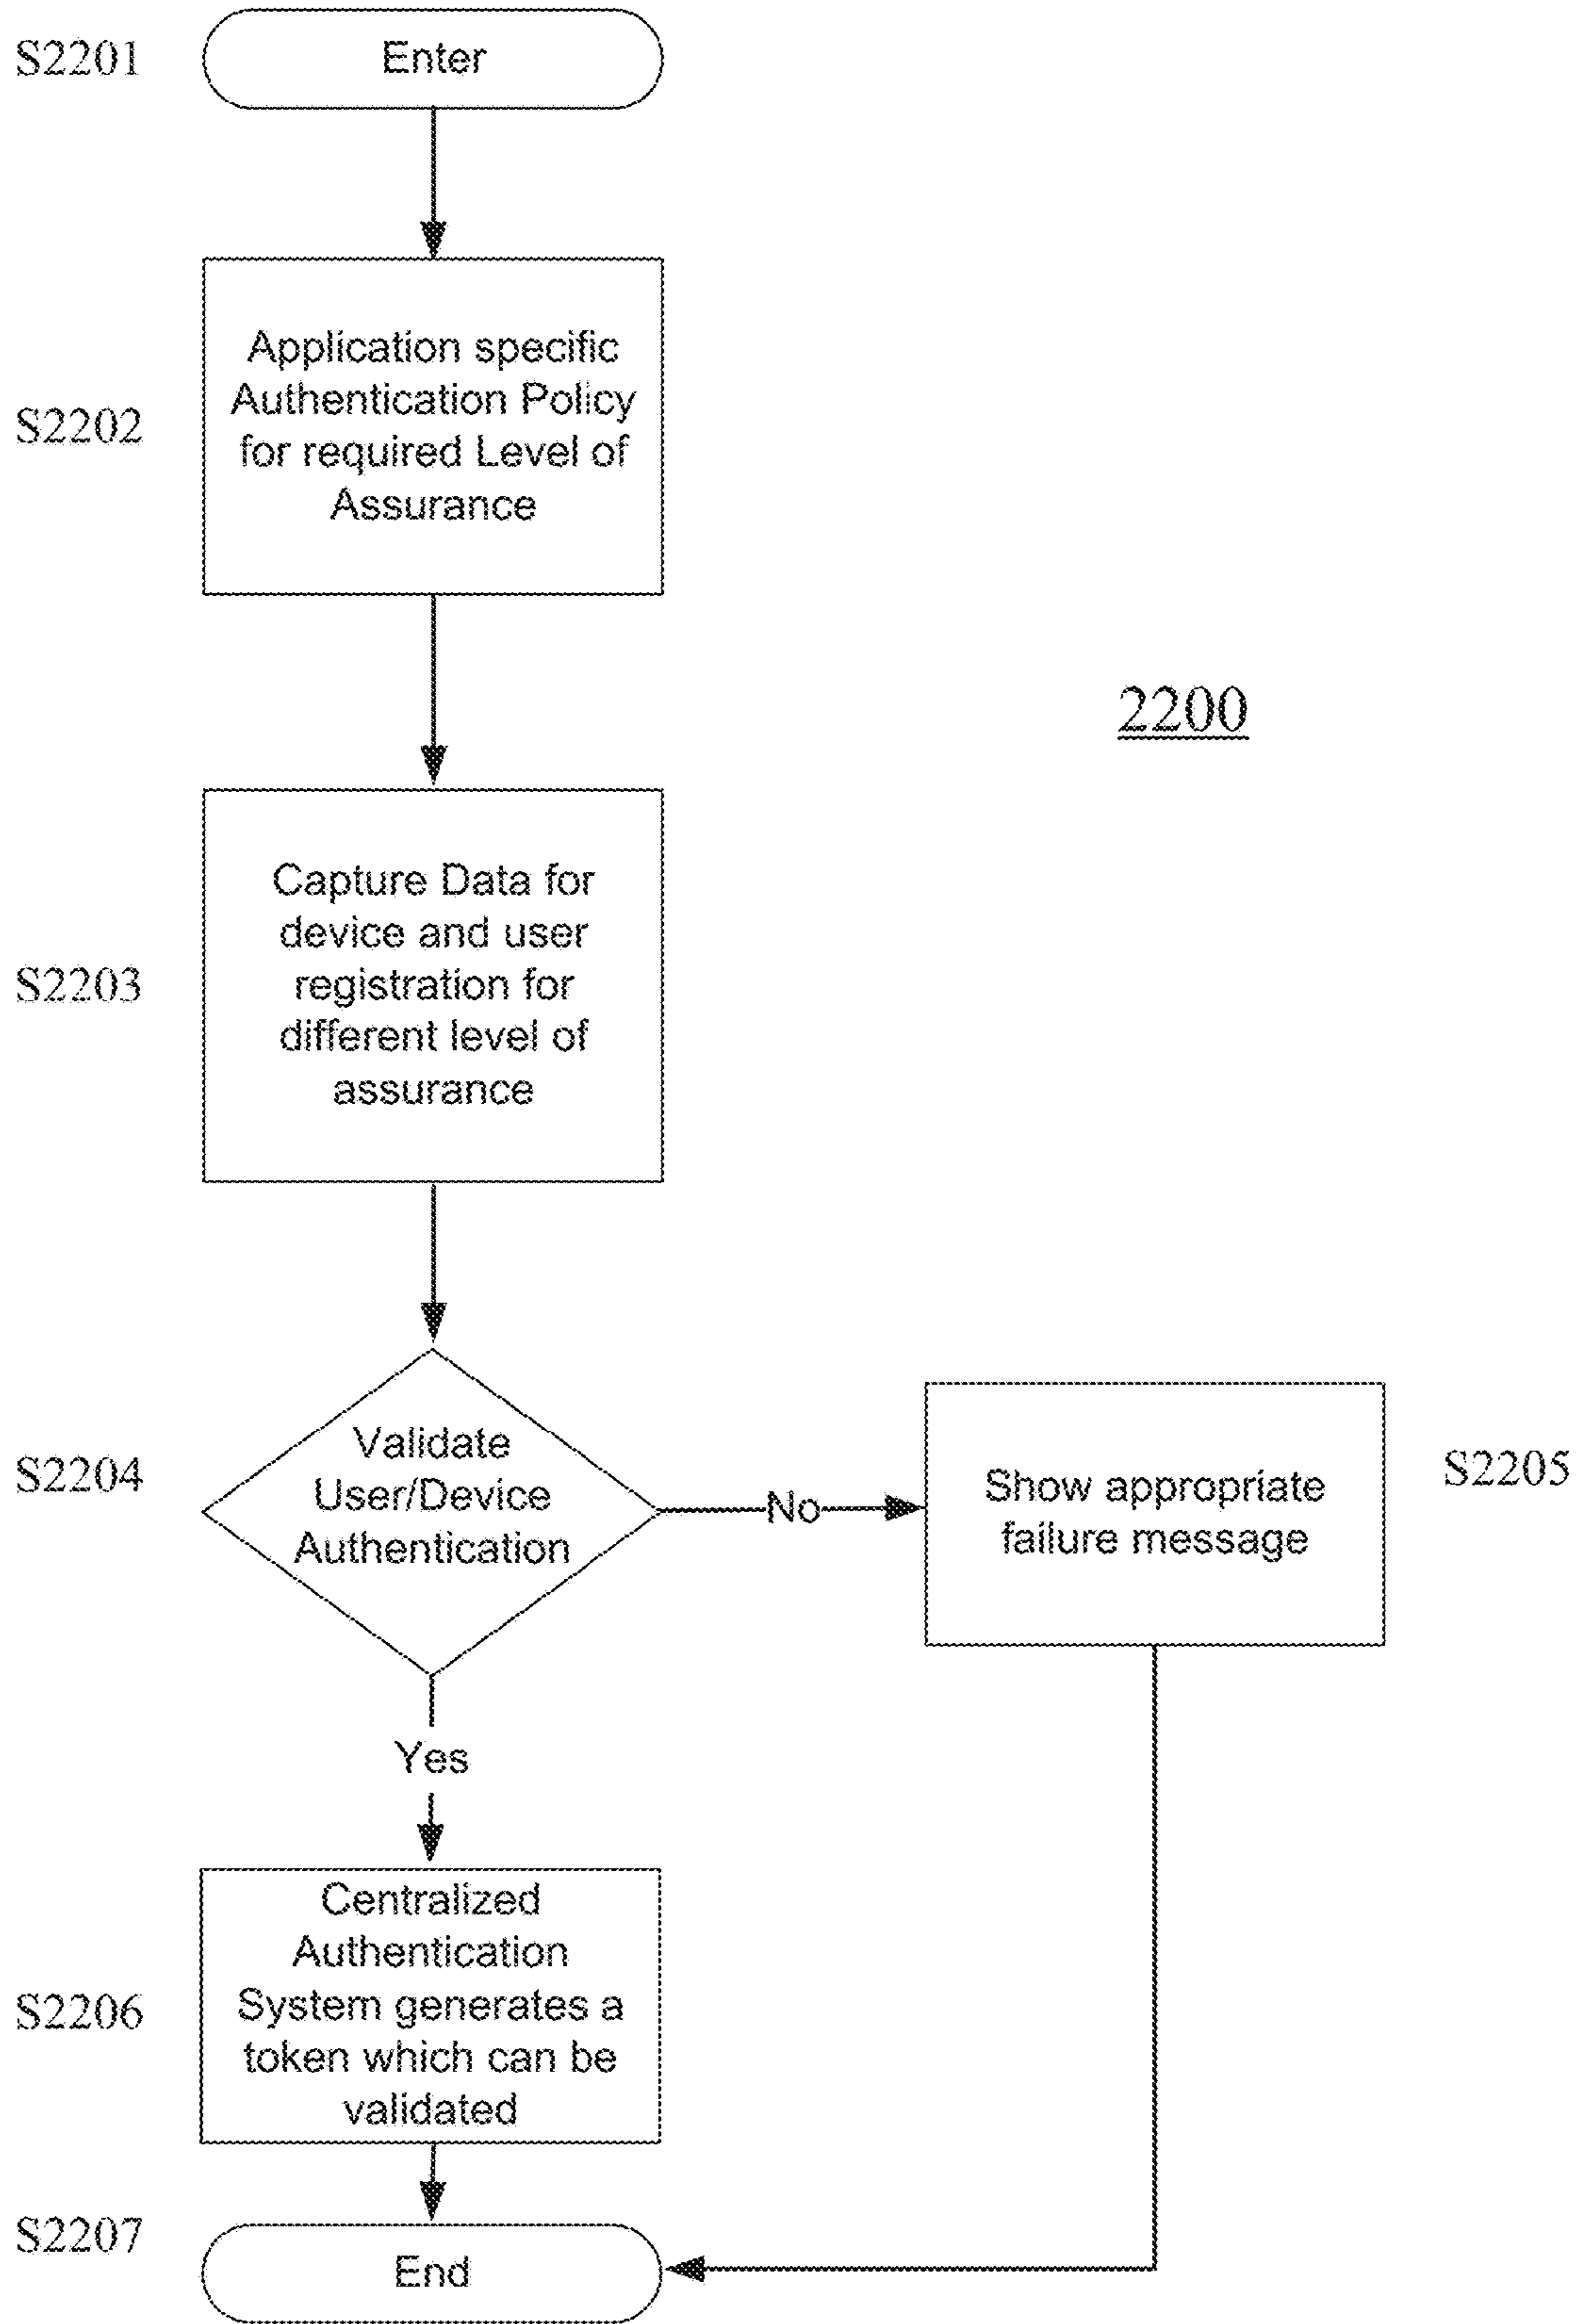 S2201
Enter
S2202
Application specific
Authentication Policy
for required Level of
Assurance
2200
S2203
Capture Data for
device and user
registration for
different level of
assurance
S2204
Validate
User/Device
Authentication
No
Show appropriate
failure message
S2205
Yes
S2206
Centralized
Authentication
System generates a
token which can be
validated
S2207
End